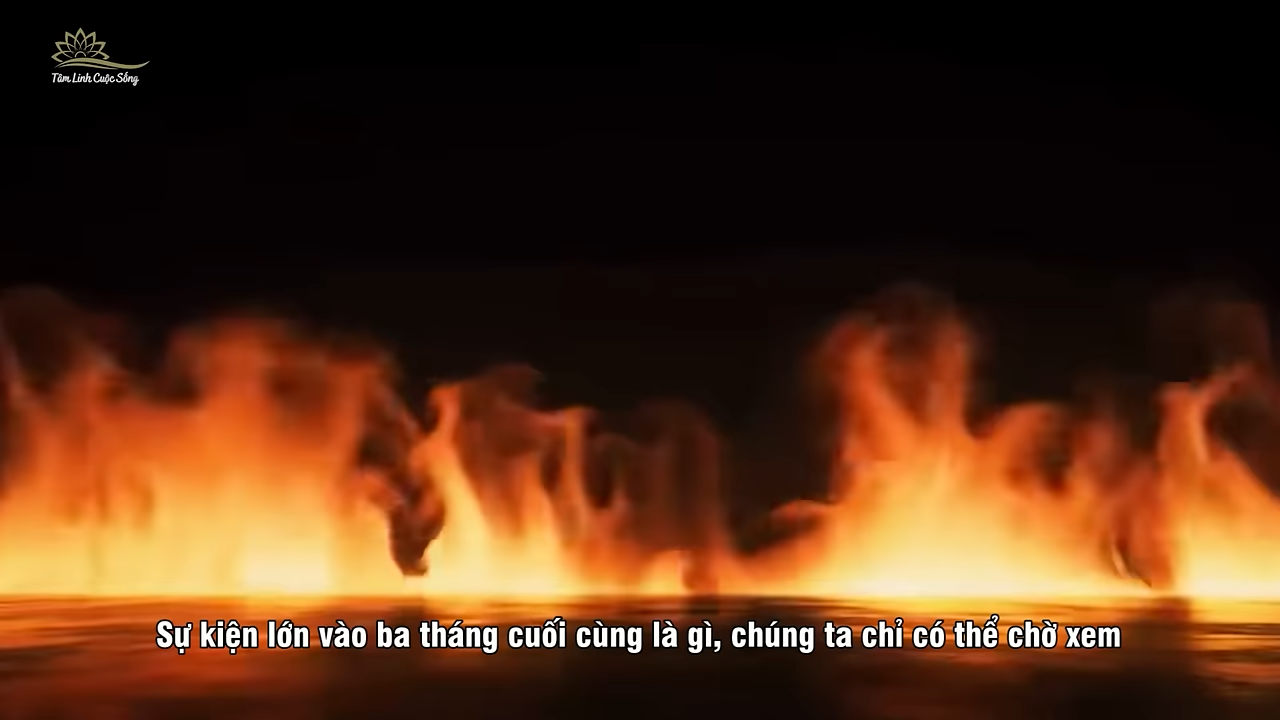 Tâm Linh Cuộc Sống
Sự kiện lớn vào ba tháng cuối cùng là gì, chúng ta chỉ có thể chờ xem